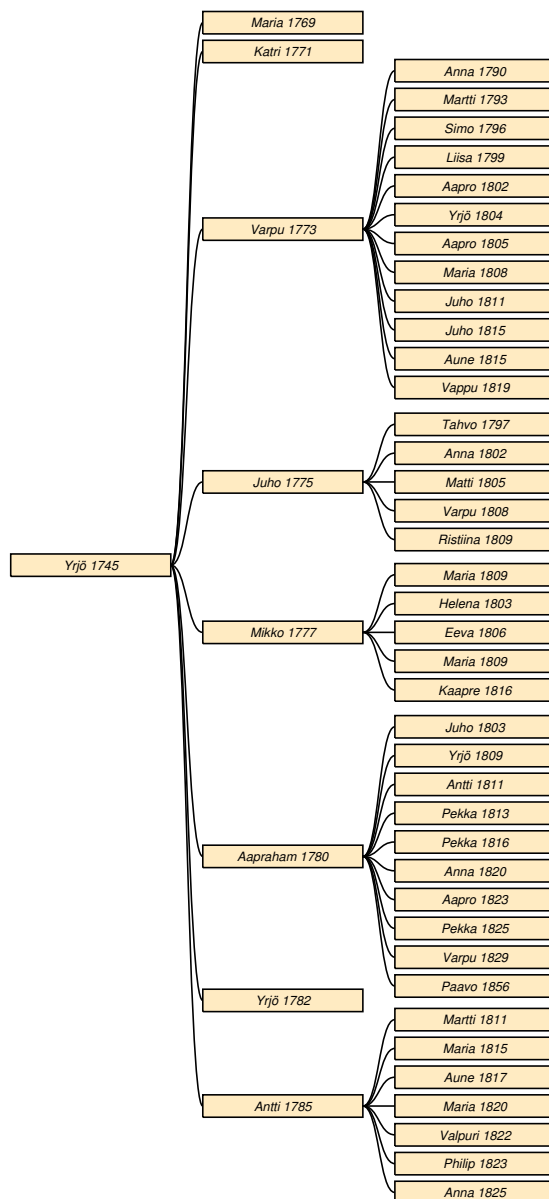 Maria 1769
Katri 1771
Anna 1790
Martti 1793
Simo 1796
Liisa 1799
Aapro 1802
Varpu 1773
Yrjö 1804
Aapro 1805
Maria 1808
Juho 1811
Juho 1815
Aune 1815
Vappu 1819
Tahvo 1797
Anna 1802
Juho 1775
Matti 1805
Varpu 1808
Ristiina 1809
Yrjö 1745
Maria 1809
Helena 1803
Mikko 1777
Eeva 1806
Maria 1809
Kaapre 1816
Juho 1803
Yrjö 1809
Antti 1811
Pekka 1813
Pekka 1816
Aapraham 1780
Anna 1820
Aapro 1823
Pekka 1825
Varpu 1829
Paavo 1856
Yrjö 1782
Martti 1811
Maria 1815
Aune 1817
Antti 1785
Maria 1820
Valpuri 1822
Philip 1823
Anna 1825